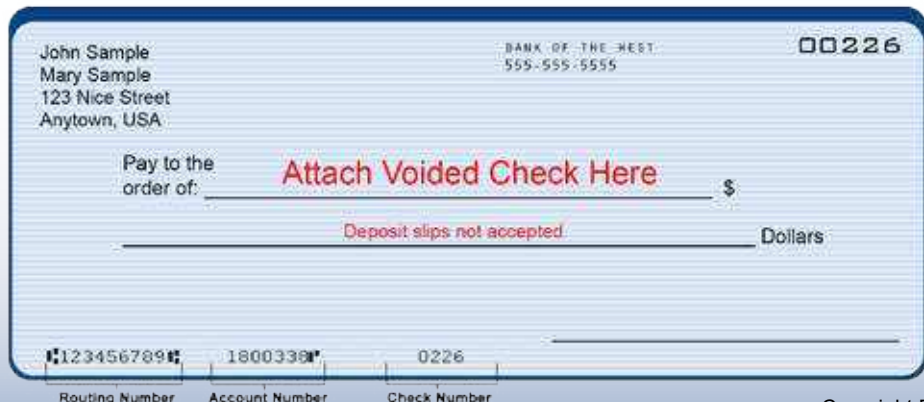 John Sample
Mary Sample
123 Nice Street
Anytown, USA
BANK OF THE WEST
555-555-5555
00226
Pay to the
order of:
Attach Voided Check Here
$
Deposit slips not accepted
Dollars
⑆123456789⑆ 1800338⑈ 0226
Routing Number Account Number Check Number